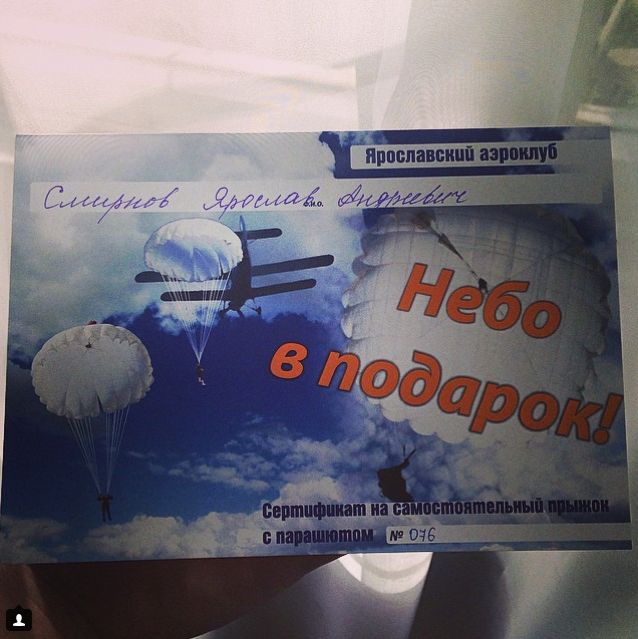 Ярославский аэроклуб
Смирнов Ярослав Андреевич
Ф.И.О.
Небо
в подарок!
Сертификат на самостоятельный прыжок
с парашютом № 076